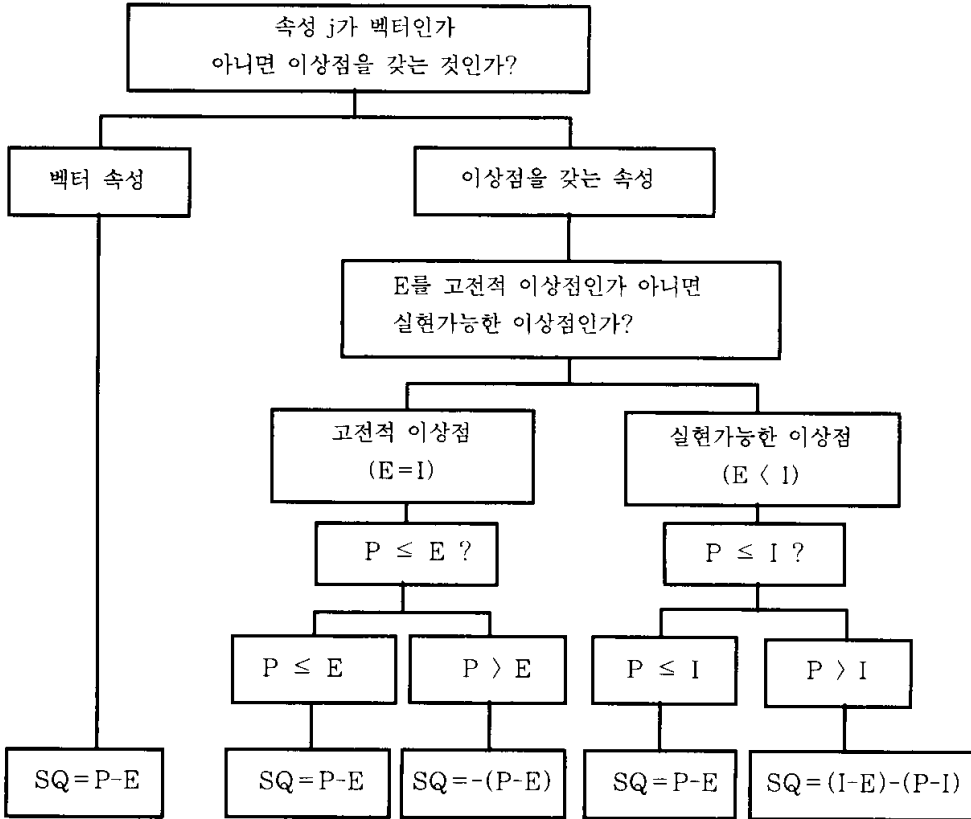 속성 j가 벡터인가
아니면 이상점을 갖는 것인가?
벡터 속성
이상점을 갖는 속성
E를 고전적 이상점인가 아니면
실현가능한 이상점인가?
고전적 이상점
(E=I)
실현가능한 이상점
(E < I)
P ≤ E ?
P ≤ I ?
P ≤ E
P > E
P ≤ I
P > I
SQ=P-E
SQ=P-E
SQ=-(P-E)
SQ=P-E
SQ=(I-E)-(P-I)